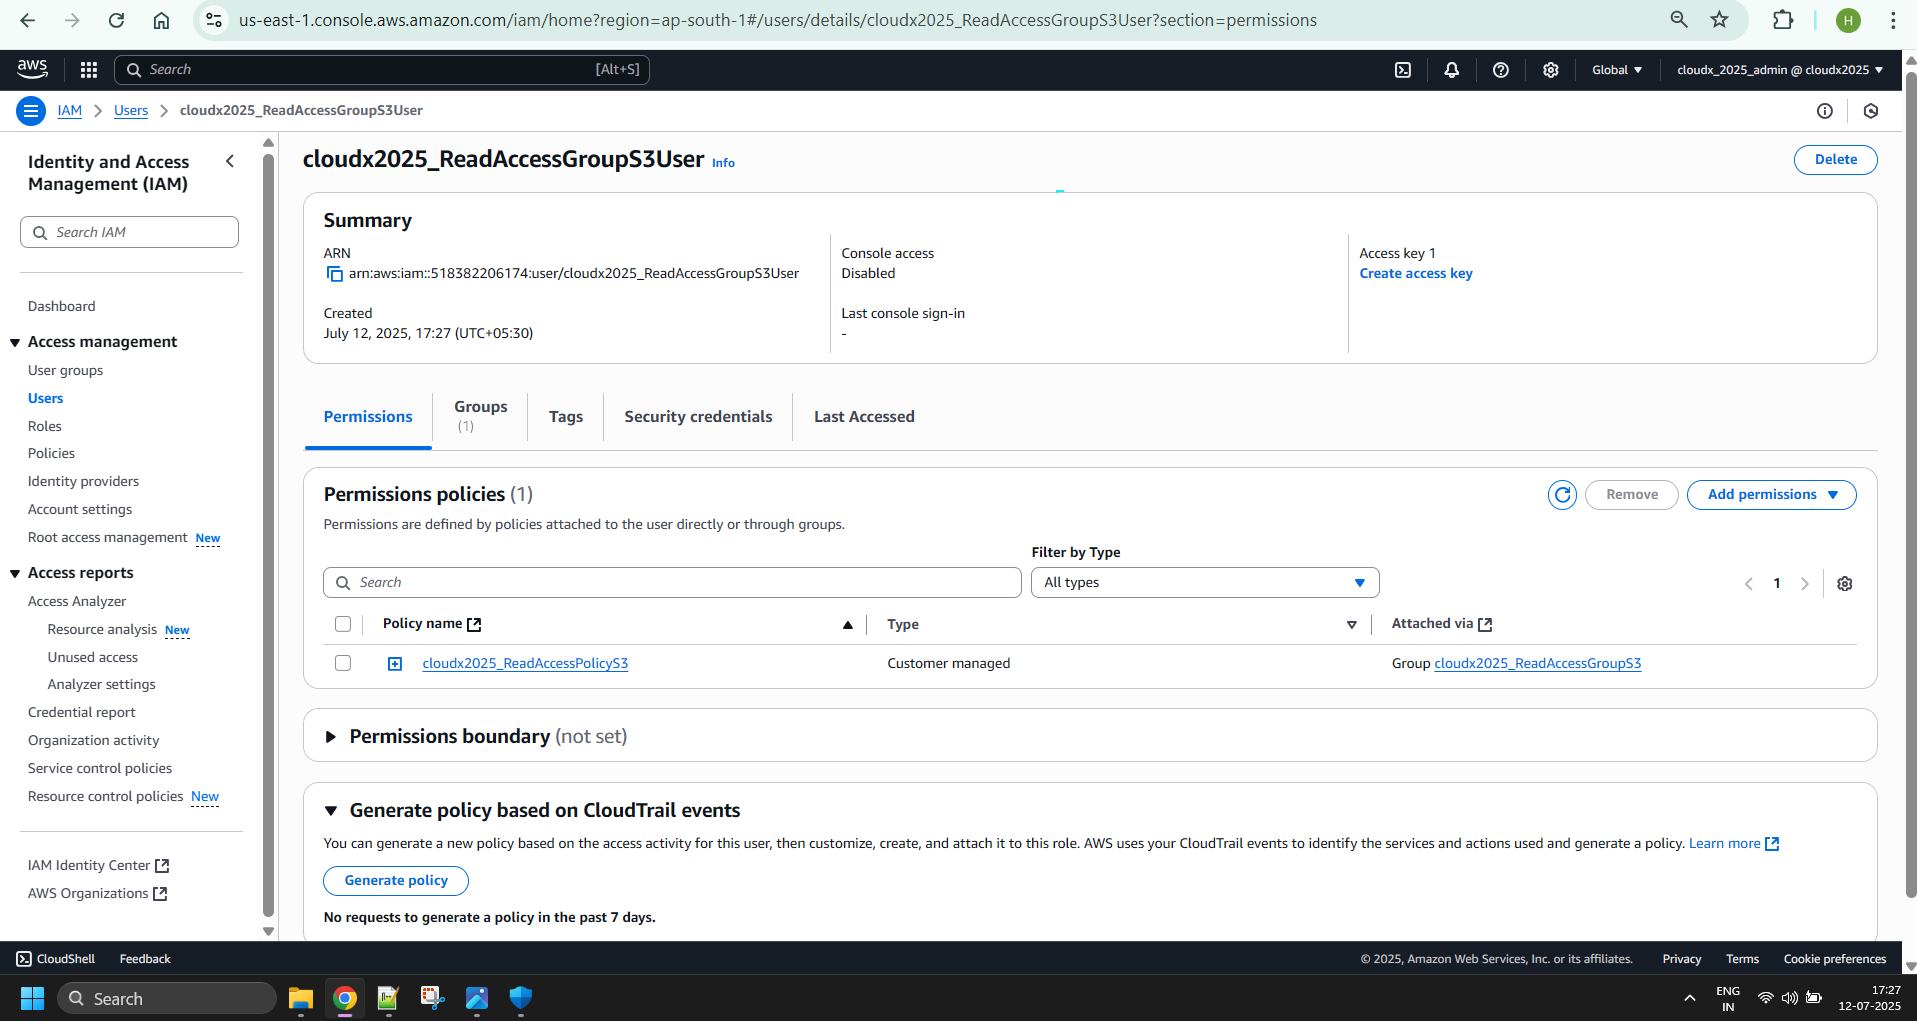 us-east-1.console.aws.amazon.com/iam/home?region=ap-south-1#/users/details/cloudx2025_ReadAccessGroupS3User?section=permissions
H
aws
Search [Alt+S]
Global
cloudx_2025_admin @ cloudx2025
IAM Users cloudx2025_ReadAccessGroupS3User
Identity and Access
Management (IAM)
Search IAM
Dashboard
Access management
User groups
Users
Roles
Policies
Identity providers
Account settings
Root access management New
Access reports
Access Analyzer
Resource analysis New
Unused access
Analyzer settings
Credential report
Organization activity
Service control policies
Resource control policies New
IAM Identity Center
AWS Organizations
cloudx2025_ReadAccessGroupS3User Info
Delete
Summary
ARN
arn:aws:iam::518382206174:user/cloudx2025_ReadAccessGroupS3User
Created
July 12, 2025, 17:27 (UTC+05:30)
Console access
Disabled
Last console sign-in
-
Access key 1
Create access key
Permissions
Groups
(1)
Tags
Security credentials
Last Accessed
Permissions policies (1)
Permissions are defined by policies attached to the user directly or through groups.
Remove
Add permissions
Filter by Type
Search
All types
1
Policy name Type Attached via
cloudx2025_ReadAccessPolicyS3 Customer managed Group cloudx2025_ReadAccessGroupS3
Permissions boundary (not set)
Generate policy based on CloudTrail events
You can generate a new policy based on the access activity for this user, then customize, create, and attach it to this role. AWS uses your CloudTrail events to identify the services and actions used and generate a policy. Learn more
Generate policy
No requests to generate a policy in the past 7 days.
CloudShell Feedback
© 2025, Amazon Web Services, Inc. or its affiliates. Privacy Terms Cookie preferences
Search
ENG
IN
17:27
12-07-2025